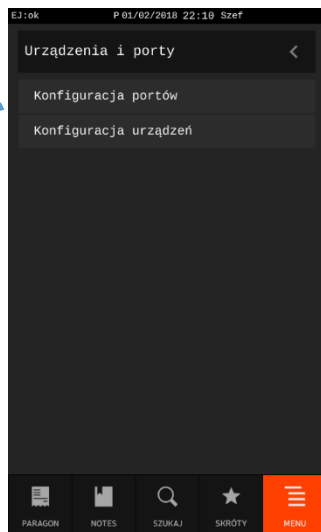 EJ:ok P 01/02/2018 22:10 Szef
Urządzenia i porty
Konfiguracja portów
Konfiguracja urządzeń
PARAGON NOTES SZUKAJ SKRÓTY MENU